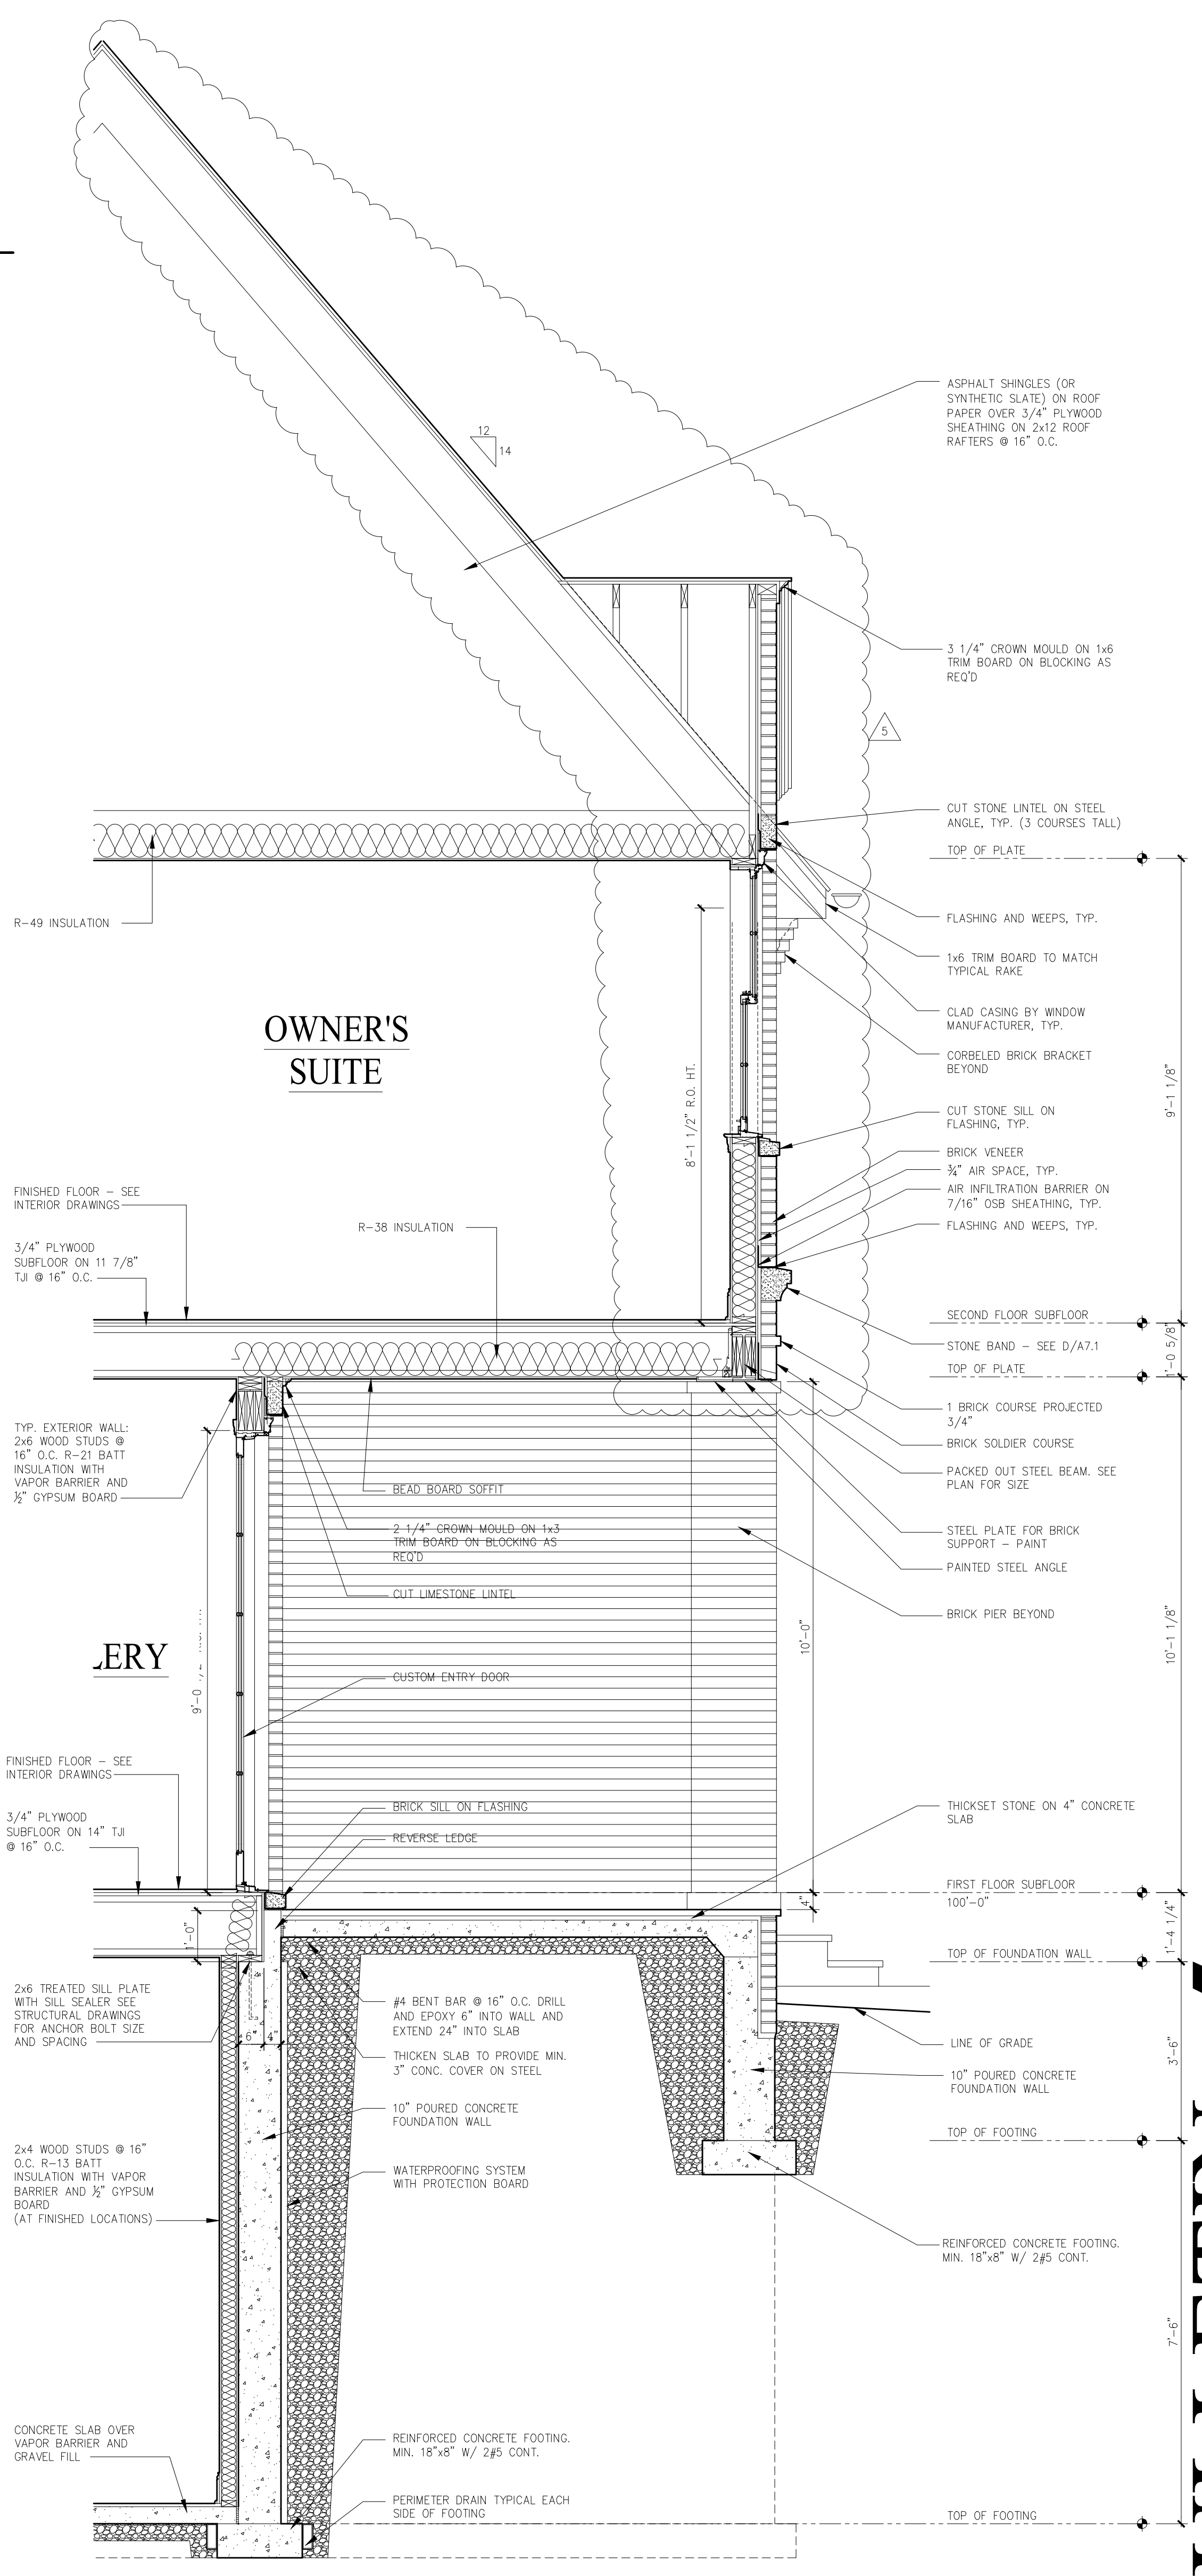 12
14
ASPHALT SHINGLES (OR
SYNTHETIC SLATE) ON ROOF
PAPER OVER 3/4" PLYWOOD
SHEATHING ON 2x12 ROOF
RAFTERS @ 16" O.C.
3 1/4" CROWN MOULD ON 1x6
TRIM BOARD ON BLOCKING AS
REQ'D
5
CUT STONE LINTEL ON STEEL
ANGLE, TYP. (3 COURSES TALL)
TOP OF PLATE
R-49 INSULATION
FLASHING AND WEEPS, TYP.
1x6 TRIM BOARD TO MATCH
TYPICAL RAKE
CLAD CASING BY WINDOW
MANUFACTURER, TYP.
CORBELED BRICK BRACKET
BEYOND
OWNER'S
SUITE
8'-1 1/2" R.O. HT.
9'-1 1/8"
CUT STONE SILL ON
FLASHING, TYP.
BRICK VENEER
¾" AIR SPACE, TYP.
AIR INFILTRATION BARRIER ON
7/16" OSB SHEATHING, TYP.
FLASHING AND WEEPS, TYP.
FINISHED FLOOR - SEE
INTERIOR DRAWINGS
3/4" PLYWOOD
SUBFLOOR ON 11 7/8"
TJI @ 16" O.C.
R-38 INSULATION
SECOND FLOOR SUBFLOOR
STONE BAND - SEE D/A7.1
TOP OF PLATE
1'-0 5/8"
1 BRICK COURSE PROJECTED
3/4"
BRICK SOLDIER COURSE
PACKED OUT STEEL BEAM. SEE
PLAN FOR SIZE
STEEL PLATE FOR BRICK
SUPPORT - PAINT
PAINTED STEEL ANGLE
BRICK PIER BEYOND
TYP. EXTERIOR WALL:
2x6 WOOD STUDS @
16" O.C. R-21 BATT
INSULATION WITH
VAPOR BARRIER AND
½" GYPSUM BOARD
BEAD BOARD SOFFIT
2 1/4" CROWN MOULD ON 1x3
TRIM BOARD ON BLOCKING AS
REQ'D
CUT LIMESTONE LINTEL
LERY
9'-0
CUSTOM ENTRY DOOR
10'-0"
10'-1 1/8"
FINISHED FLOOR - SEE
INTERIOR DRAWINGS
3/4" PLYWOOD
SUBFLOOR ON 14" TJI
@ 16" O.C.
BRICK SILL ON FLASHING
REVERSE LEDGE
THICKSET STONE ON 4" CONCRETE
SLAB
FIRST FLOOR SUBFLOOR
100'-0"
4"
1'-0"
1'-4 1/4"
TOP OF FOUNDATION WALL
2x6 TREATED SILL PLATE
WITH SILL SEALER SEE
STRUCTURAL DRAWINGS
FOR ANCHOR BOLT SIZE
AND SPACING
6"
4"
#4 BENT BAR @ 16" O.C. DRILL
AND EPOXY 6" INTO WALL AND
EXTEND 24" INTO SLAB
THICKEN SLAB TO PROVIDE MIN.
3" CONC. COVER ON STEEL
10" POURED CONCRETE
FOUNDATION WALL
WATERPROOFING SYSTEM
WITH PROTECTION BOARD
LINE OF GRADE
10" POURED CONCRETE
FOUNDATION WALL
3'-6"
TOP OF FOOTING
2x4 WOOD STUDS @ 16"
O.C. R-13 BATT
INSULATION WITH VAPOR
BARRIER AND ½" GYPSUM
BOARD
(AT FINISHED LOCATIONS)
REINFORCED CONCRETE FOOTING.
MIN. 18"x8" W/ 2#5 CONT.
7'-6"
CONCRETE SLAB OVER
VAPOR BARRIER AND
GRAVEL FILL
REINFORCED CONCRETE FOOTING.
MIN. 18"x8" W/ 2#5 CONT.
PERIMETER DRAIN TYPICAL EACH
SIDE OF FOOTING
TOP OF FOOTING